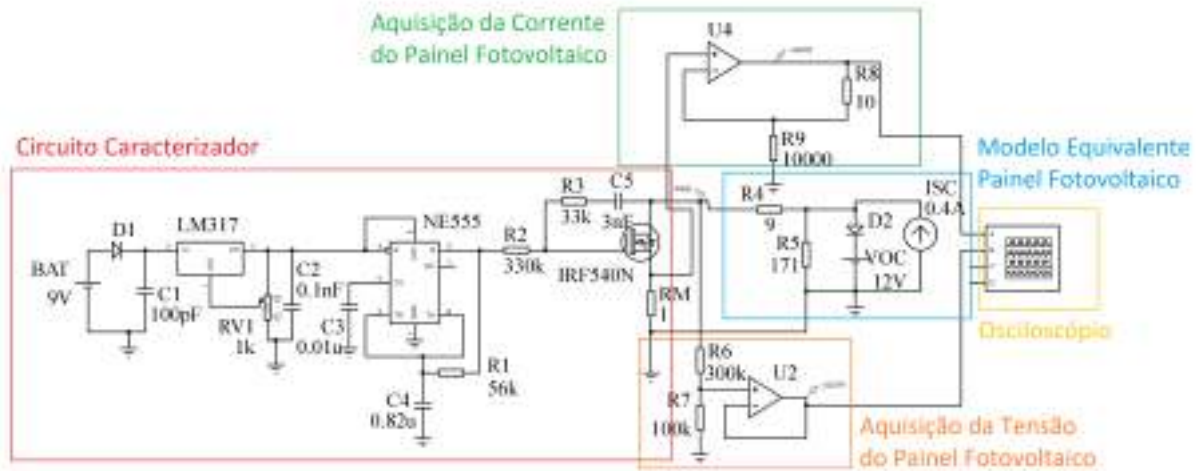 Aquisição da Corrente
do Painel Fotovoltaico
U4
R8
10
R9
10000
Circuito Caracterizador
Modelo Equivalente
Painel Fotovoltaico
D1
LM317
NE555
R3
33k
C5
3nF
R4
9
ISC
0.4A
D2
R2
330k
IRF540N
R5
171
VOC
12V
BAT
9V
C1
100pF
C2
0.1nF
RV1
1k
C3
0.01u
RM
1
Osciloscópio
R1
56k
C4
0.82u
R6
300k
U2
R7
100k
Aquisição da Tensão
do Painel Fotovoltaico